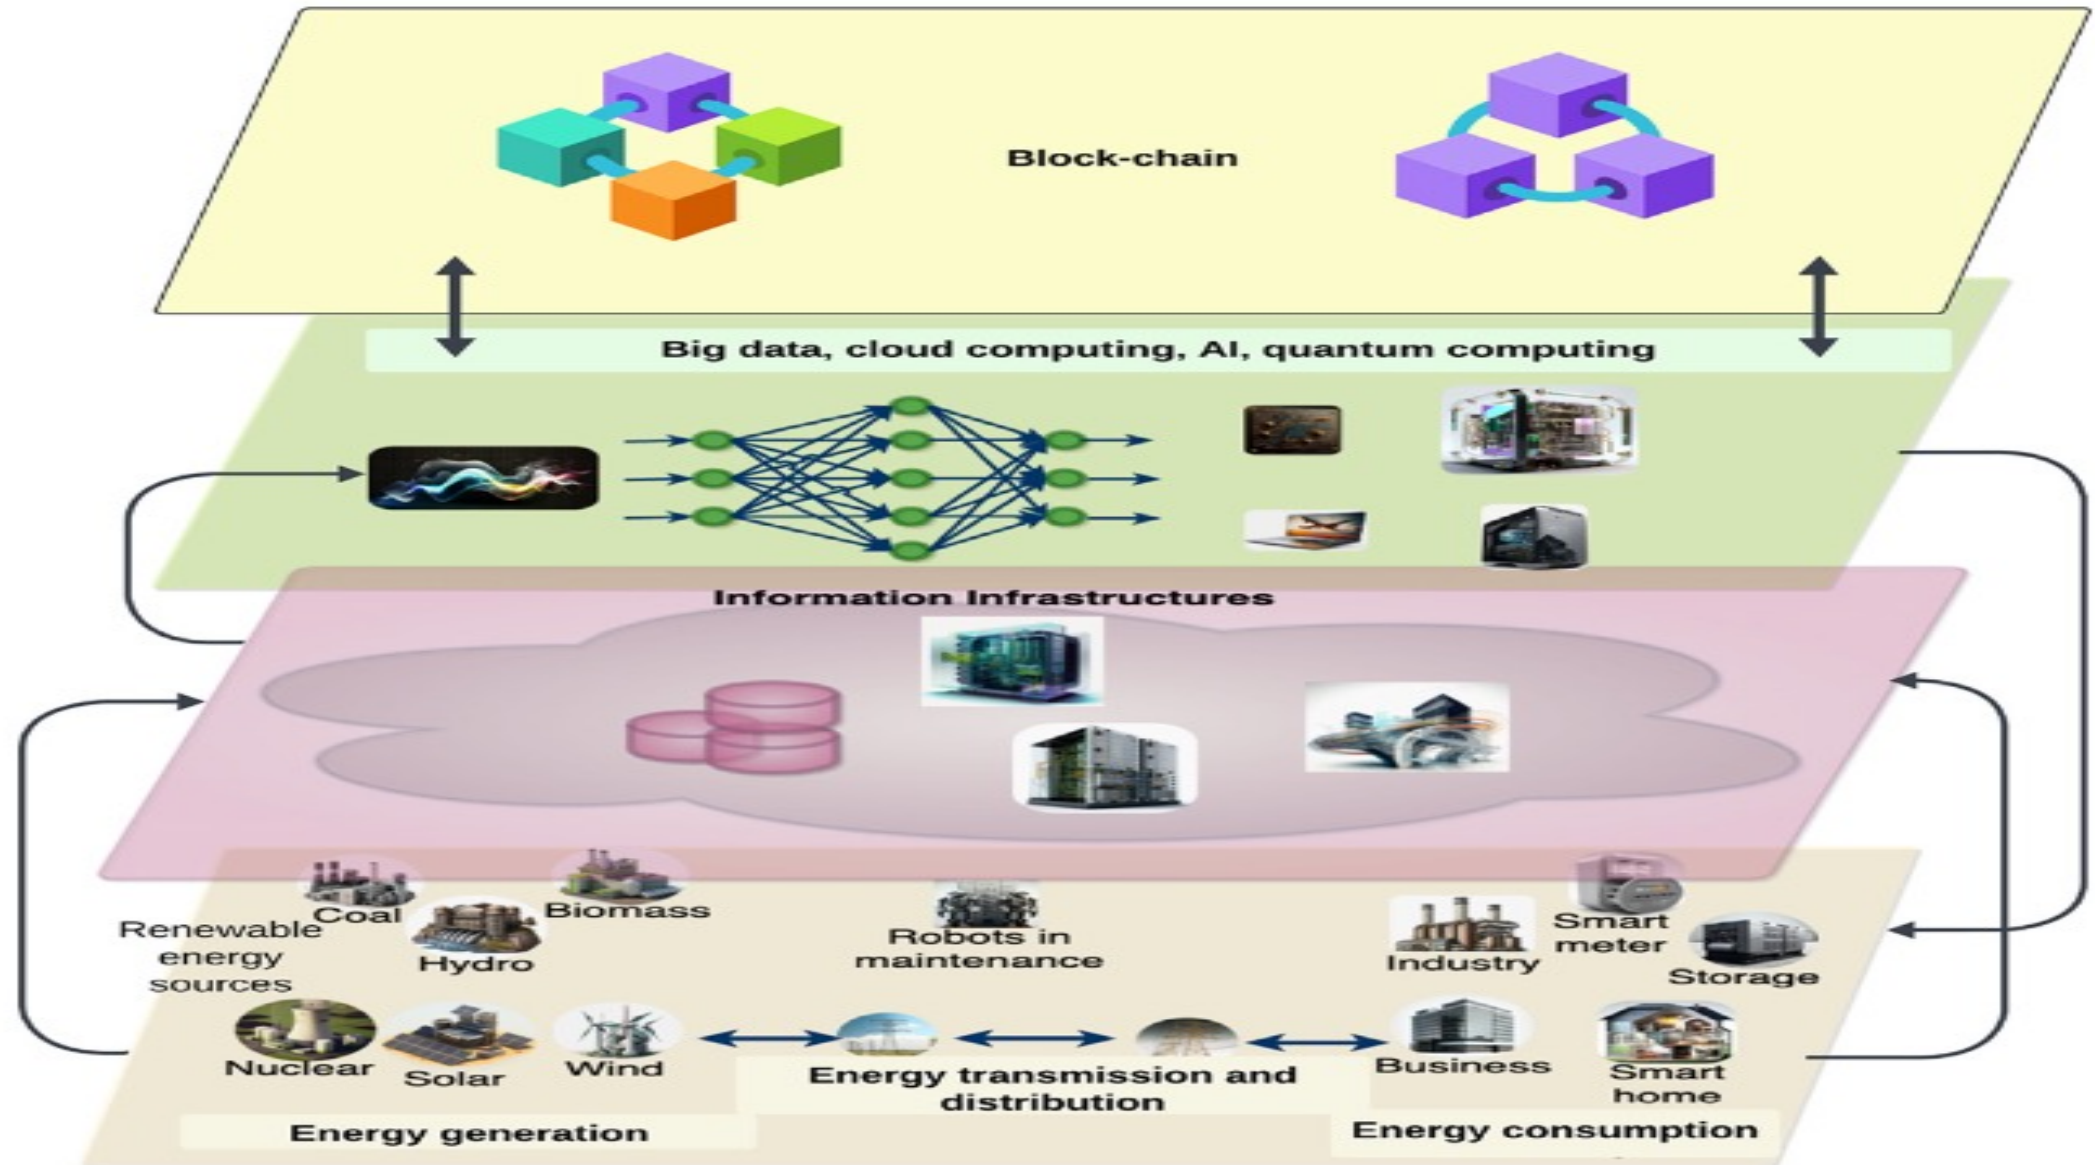 Block-chain
Big data, cloud computing, AI, quantum computing
Information Infrastructures
Coal
Biomass
Renewable
energy
sources
Hydro
Robots in
maintenance
Industry
Smart
meter
Storage
Nuclear
Solar
Wind
Energy transmission and
distribution
Business
Smart
home
Energy generation
Energy consumption